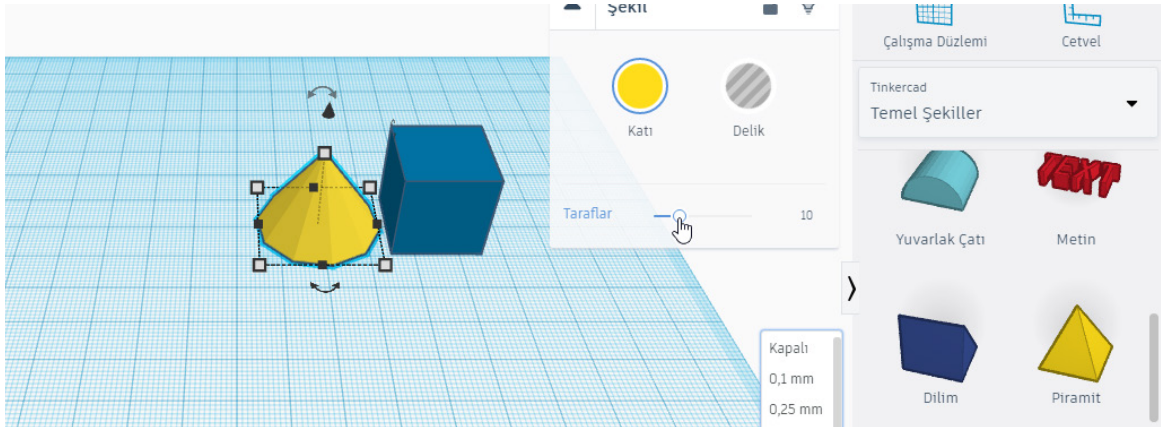 Şekil
Katı
Delik
Taraflar
10
Kapalı
0,1 mm
0,25 mm
Çalışma Düzlemi
Cetvel
Tinkercad
Temel Şekiller
TEXT
Yuvarlak Çatı
Metin
Dilim
Piramit